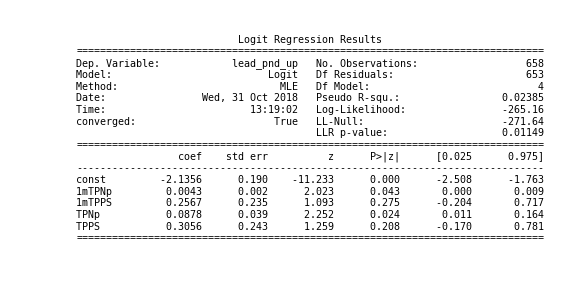 Logit Regression Results
==============================================================================
Dep. Variable: lead_pnd_up No. Observations: 658
Model: Logit Df Residuals: 653
Method: MLE Df Model: 4
Date: Wed, 31 Oct 2018 Pseudo R-squ.: 0.02385
Time: 13:19:02 Log-Likelihood: -265.16
converged: True LL-Null: -271.64
LLR p-value: 0.01149
==============================================================================
coef std err z P>|z| [0.025 0.975]
------------------------------------------------------------------------------
const -2.1356 0.190 -11.233 0.000 -2.508 -1.763
1mTPNp 0.0043 0.002 2.023 0.043 0.000 0.009
1mTPPS 0.2567 0.235 1.093 0.275 -0.204 0.717
TPNp 0.0878 0.039 2.252 0.024 0.011 0.164
TPPS 0.3056 0.243 1.259 0.208 -0.170 0.781
==============================================================================